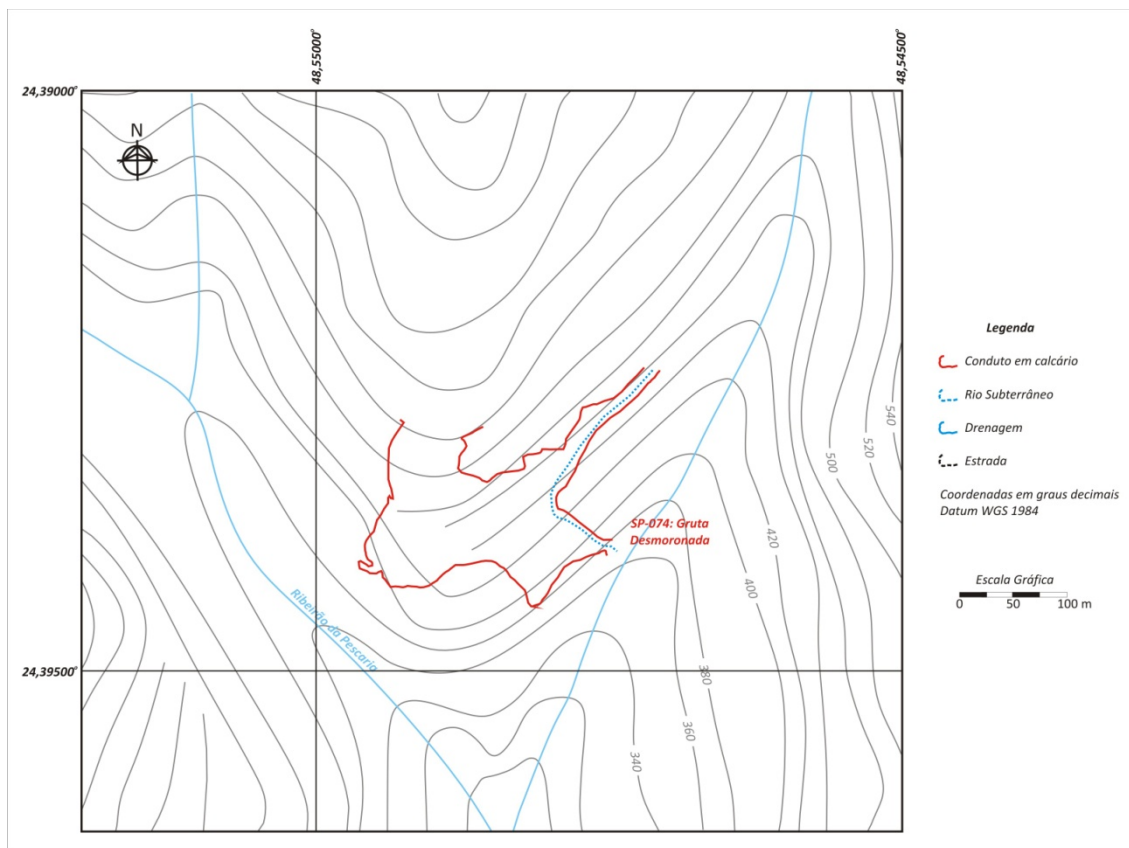 48,55000°
48,54500°
24,39000°
N
Legenda
Conduto em calcário
Rio Subterrâneo
Drenagem
Estrada
Coordenadas em graus decimais
Datum WGS 1984
Escala Gráfica
0 50 100 m
540
520
500
420
400
380
360
340
SP-074: Gruta
Desmoronada
Ribeirão da Pescaria
24,39500°